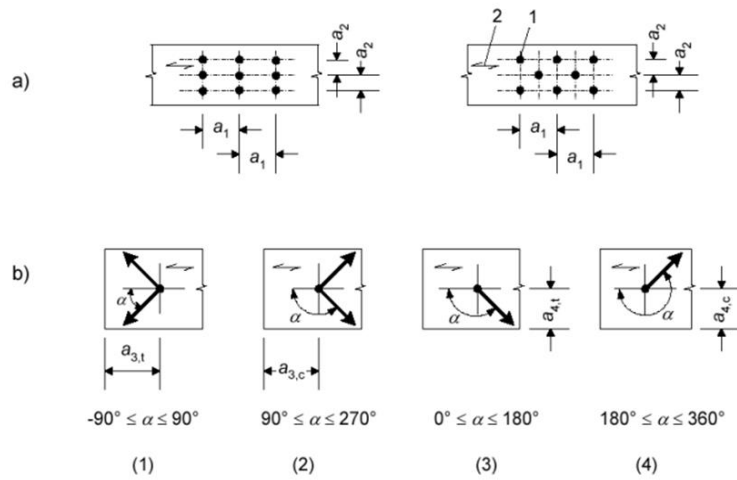 a)
a₂
a₂
a₁
a₁
2
1
a₂
a₂
a₁
a₁
b)
α
a₃,t
α
a₃,c
α
a₄,t
α
a₄,c
-90° ≤ α ≤ 90°
90° ≤ α ≤ 270°
0° ≤ α ≤ 180°
180° ≤ α ≤ 360°
(1)
(2)
(3)
(4)